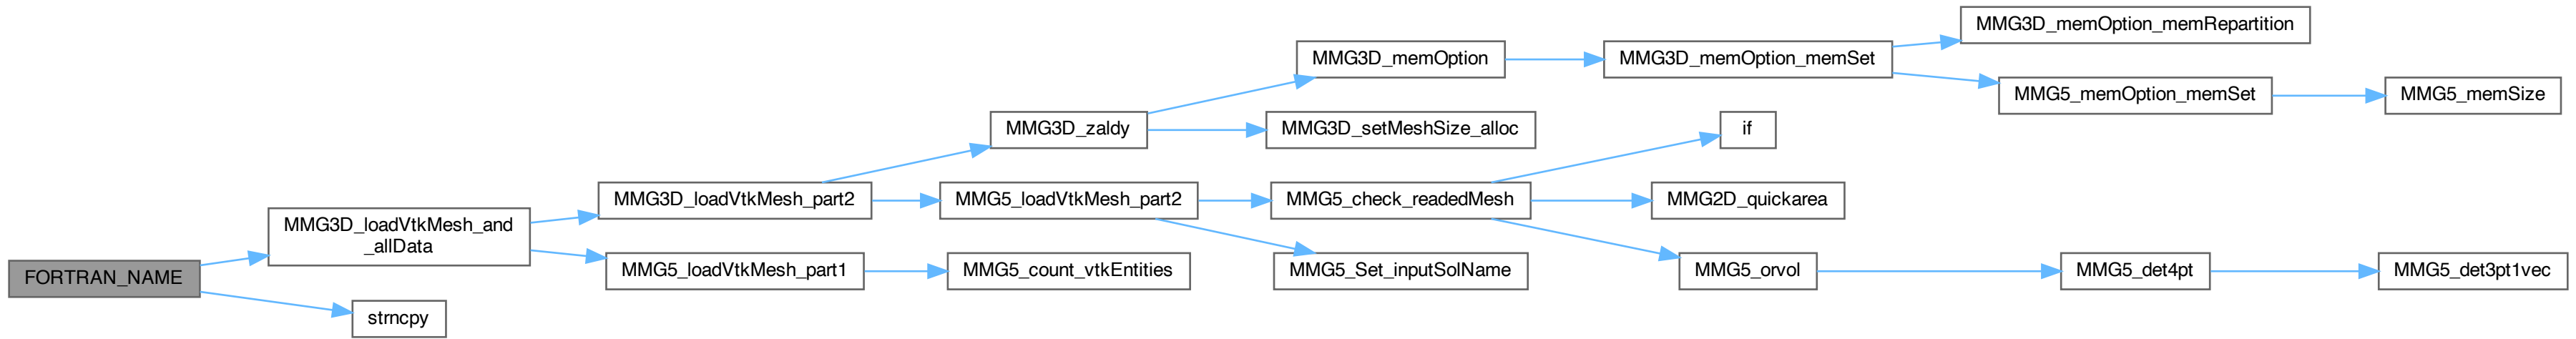 MMG3D_memOption_memRepartition
MMG3D_memOption
MMG3D_memOption_memSet
MMG5_memOption_memSet
MMG5_memSize
MMG3D_zaldy
MMG3D_setMeshSize_alloc
if
MMG3D_loadVtkMesh_part2
MMG5_loadVtkMesh_part2
MMG5_check_readedMesh
MMG2D_quickarea
MMG3D_loadVtkMesh_and
_allData
FORTRAN_NAME
MMG5_loadVtkMesh_part1
MMG5_count_vtkEntities
MMG5_Set_inputSolName
MMG5_orvol
MMG5_det4pt
MMG5_det3pt1vec
strncpy